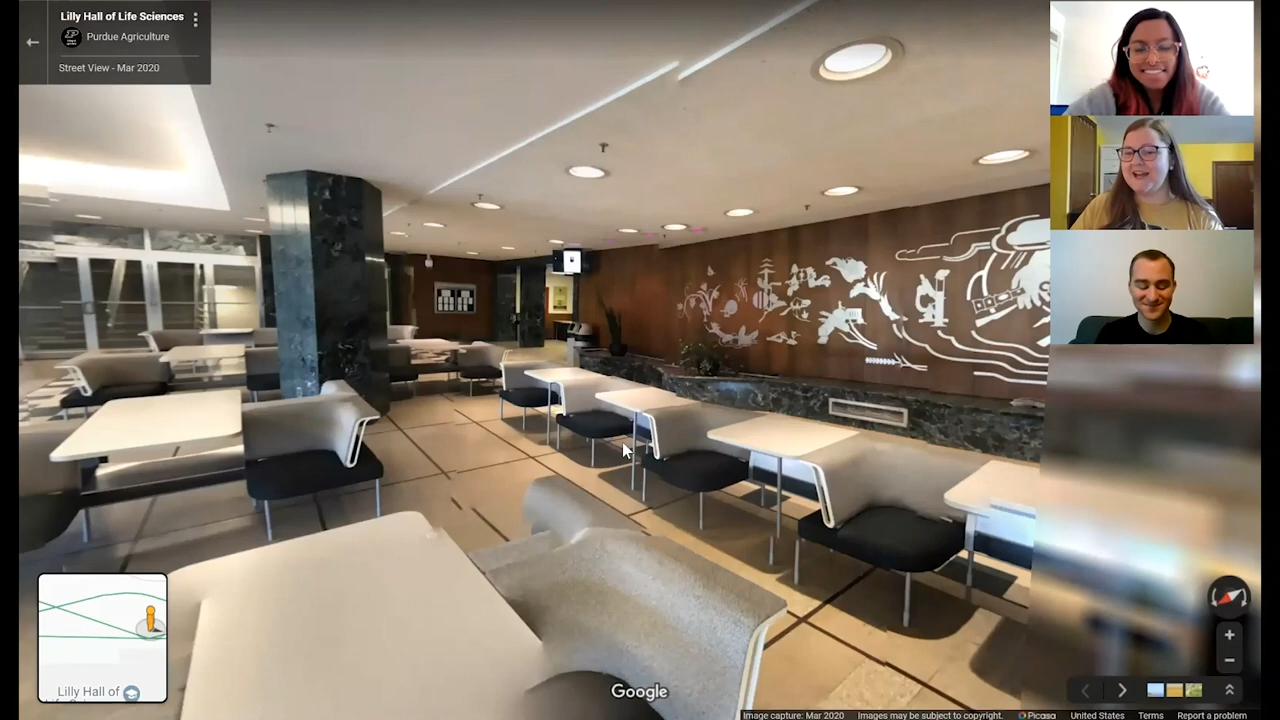 Lilly Hall of Life Sciences
Purdue Agriculture
Street View - Mar 2020
Lilly Hall of
Google
Image capture: Mar 2020 Images may be subject to copyright. Picasa United States Terms Report a problem